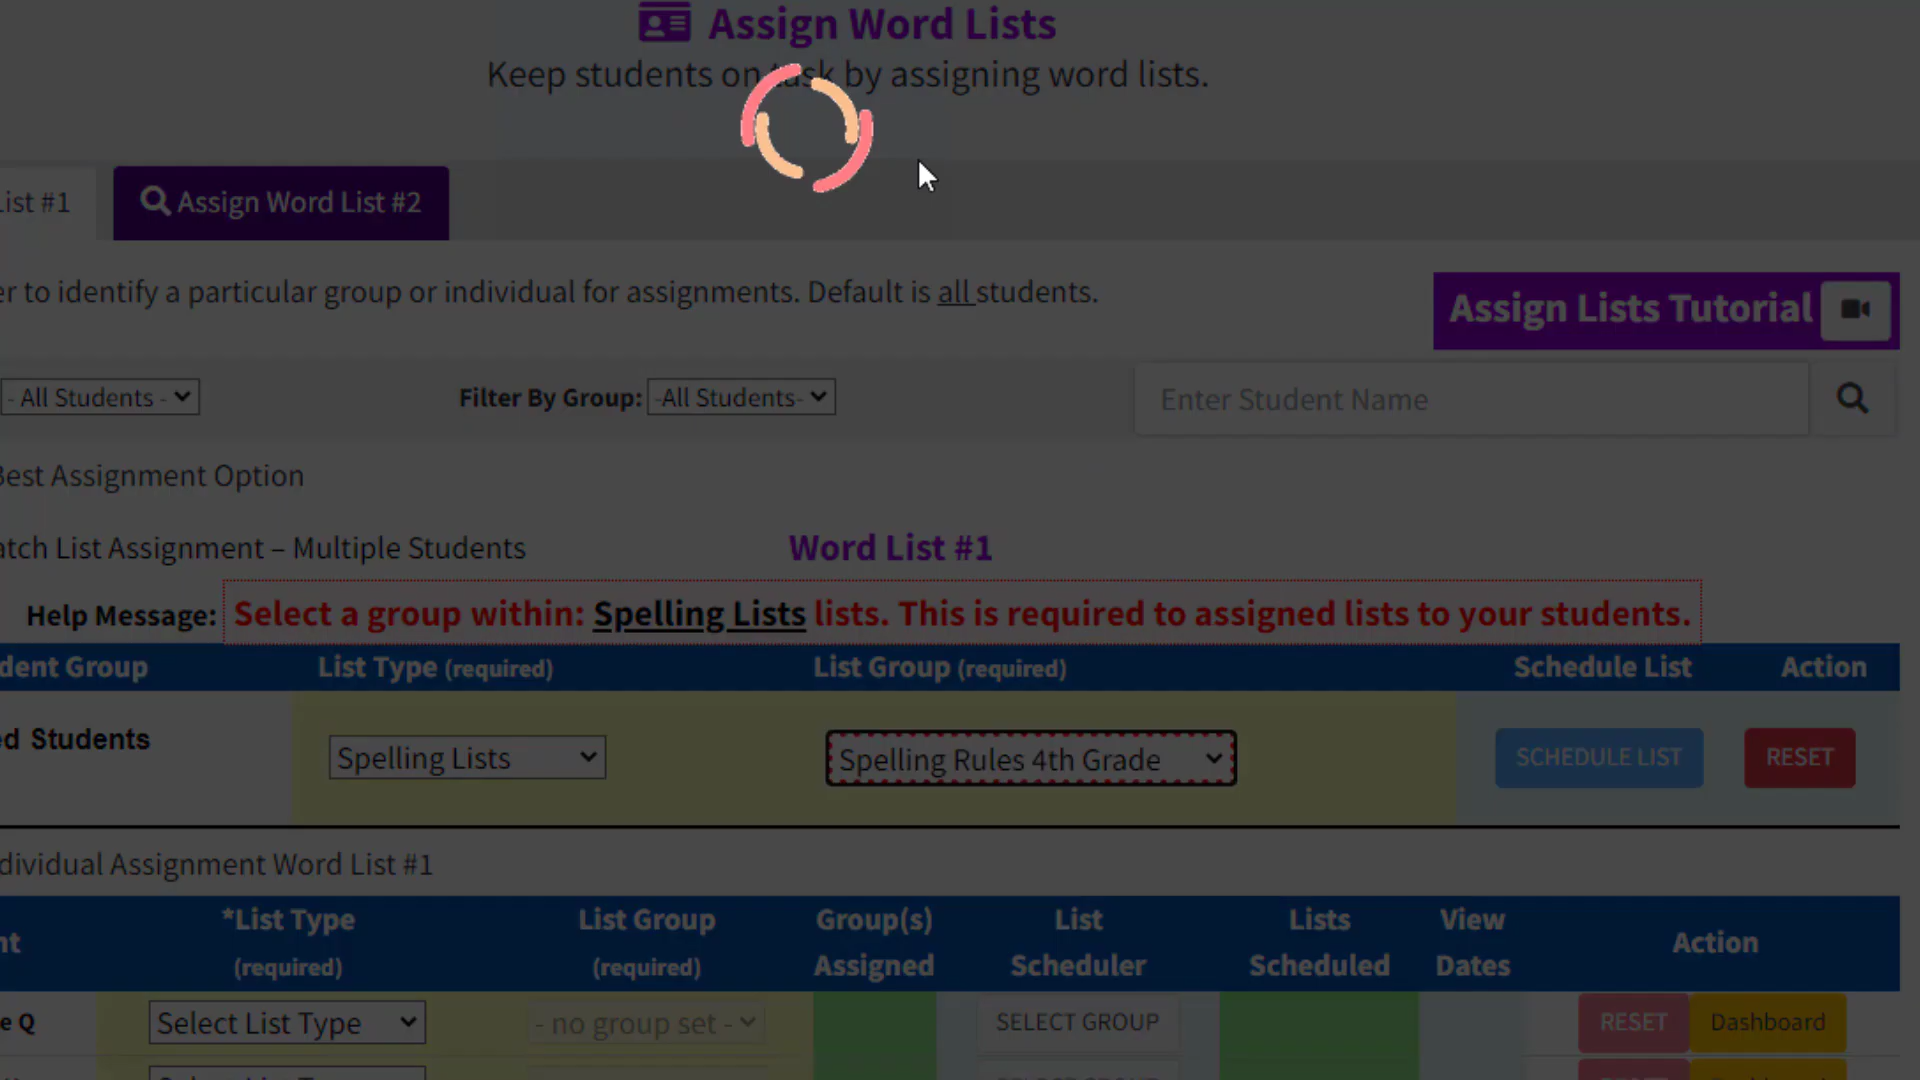 Assign Word Lists
Keep students on task by assigning word lists.
List #1
Assign Word List #2
er to identify a particular group or individual for assignments. Default is all students.
Assign Lists Tutorial
- All Students -
Filter By Group: -All Students-
Enter Student Name
Best Assignment Option
atch List Assignment – Multiple Students
Word List #1
Help Message: Select a group within: Spelling Lists lists. This is required to assigned lists to your students.
dent Group List Type (required) List Group (required) Schedule List Action
ed Students Spelling Lists Spelling Rules 4th Grade SCHEDULE LIST RESET
dividual Assignment Word List #1
nt *List Type (required) List Group (required) Group(s) Assigned List Scheduler Lists Scheduled View Dates Action
e Q Select List Type - no group set - SELECT GROUP RESET Dashboard